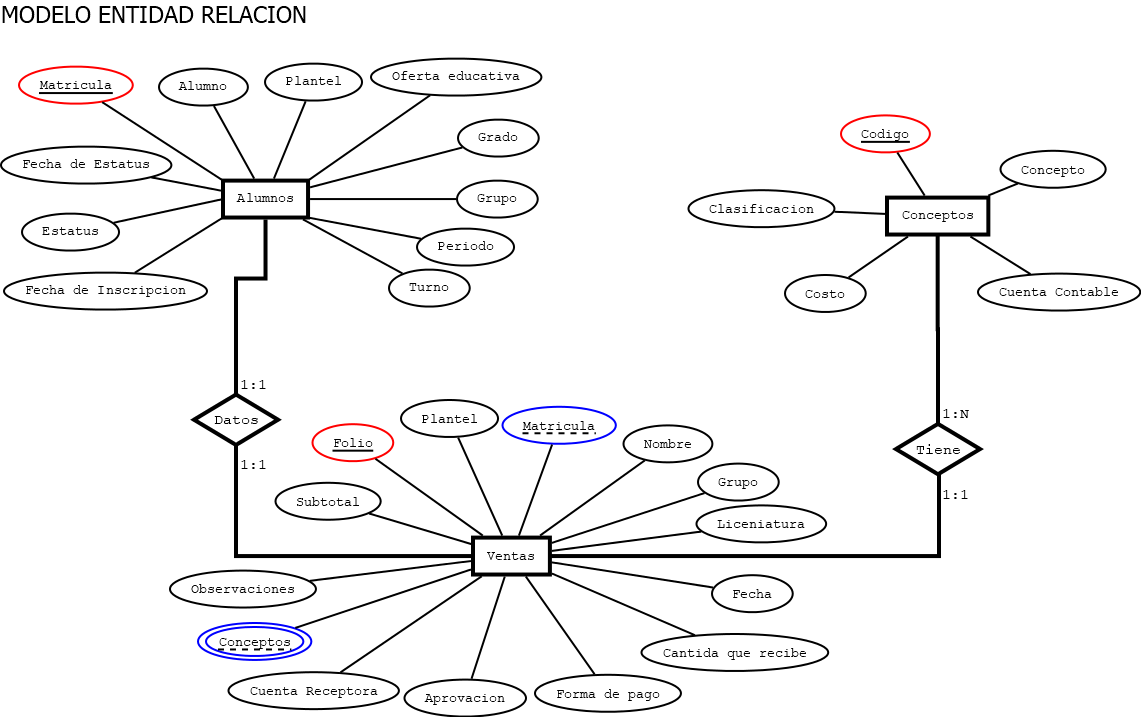 MODELO ENTIDAD RELACION
Matricula
Alumno
Plantel
Oferta educativa
Grado
Fecha de Estatus
Alumnos
Grupo
Estatus
Periodo
Fecha de Inscripcion
Turno
Codigo
Concepto
Clasificacion
Conceptos
Costo
Cuenta Contable
1:1
Datos
1:1
1:N
Tiene
1:1
Folio
Plantel
Matricula
Nombre
Grupo
Subtotal
Liceniatura
Ventas
Observaciones
Fecha
Conceptos
Cantida que recibe
Cuenta Receptora
Aprovacion
Forma de pago